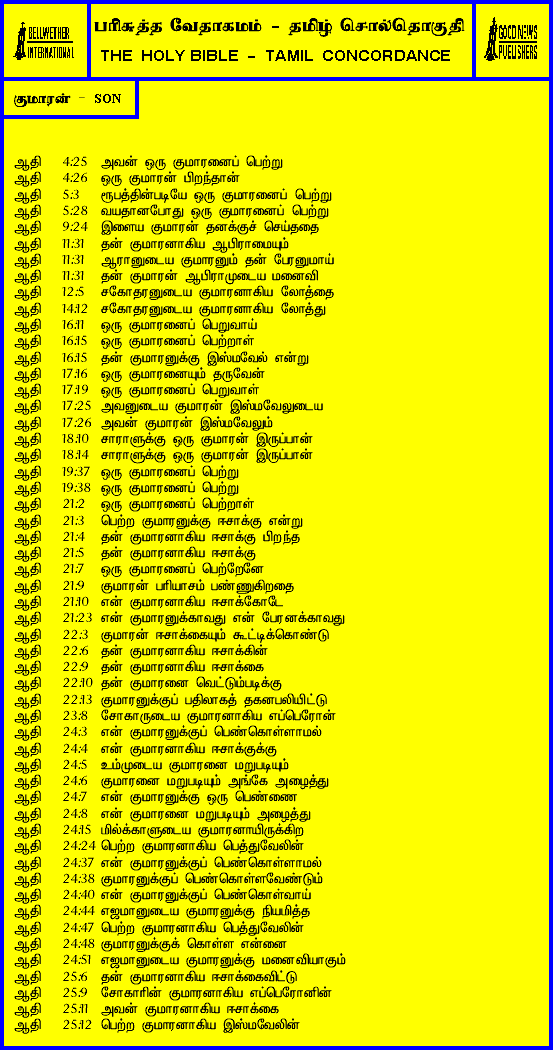 BELLWETHER
INTERNATIONAL
பரிசுத்த வேதாகமம் - தமிழ் சொல்தொகுதி
THE HOLY BIBLE - TAMIL CONCORDANCE
GOOD NEWS
PUBLISHERS
குமாரன் - SON
ஆதி 4:25 அவன் ஒரு குமாரனைப் பெற்று
ஆதி 4:26 ஒரு குமாரன் பிறந்தான்
ஆதி 5:3 ரூபத்தின்படியே ஒரு குமாரனைப் பெற்று
ஆதி 5:28 வயதானபோது ஒரு குமாரனைப் பெற்று
ஆதி 9:24 இளைய குமாரன் தனக்குச் செய்ததை
ஆதி 11:31 தன் குமாரனாகிய ஆபிராமையும்
ஆதி 11:31 ஆரானுடைய குமாரனும் தன் பேரனுமாய்
ஆதி 11:31 தன் குமாரன் ஆபிராமுடைய மனைவி
ஆதி 12:5 சகோதரனுடைய குமாரனாகிய லோத்தை
ஆதி 14:12 சகோதரனுடைய குமாரனாகிய லோத்து
ஆதி 16:11 ஒரு குமாரனைப் பெறுவாய்
ஆதி 16:15 ஒரு குமாரனைப் பெற்றாள்
ஆதி 16:15 தன் குமாரனுக்கு இஸ்மவேல் என்று
ஆதி 17:16 ஒரு குமாரனையும் தருவேன்
ஆதி 17:19 ஒரு குமாரனைப் பெறுவாள்
ஆதி 17:25 அவனுடைய குமாரன் இஸ்மவேலுடைய
ஆதி 17:26 அவன் குமாரன் இஸ்மவேலும்
ஆதி 18:10 சாராளுக்கு ஒரு குமாரன் இருப்பான்
ஆதி 18:14 சாராளுக்கு ஒரு குமாரன் இருப்பான்
ஆதி 19:37 ஒரு குமாரனைப் பெற்று
ஆதி 19:38 ஒரு குமாரனைப் பெற்று
ஆதி 21:2 ஒரு குமாரனைப் பெற்றாள்
ஆதி 21:3 பெற்ற குமாரனுக்கு ஈசாக்கு என்று
ஆதி 21:4 தன் குமாரனாகிய ஈசாக்கு பிறந்த
ஆதி 21:5 தன் குமாரனாகிய ஈசாக்கு
ஆதி 21:7 ஒரு குமாரனைப் பெற்றேனே
ஆதி 21:9 குமாரன் பரியாசம் பண்ணுகிறதை
ஆதி 21:10 என் குமாரனாகிய ஈசாக்கோடே
ஆதி 21:23 என் குமாரனுக்காவது என் பேரனக்காவது
ஆதி 22:3 குமாரன் ஈசாக்கையும் கூட்டிக்கொண்டு
ஆதி 22:6 தன் குமாரனாகிய ஈசாக்கின்
ஆதி 22:9 தன் குமாரனாகிய ஈசாக்கை
ஆதி 22:10 தன் குமாரனை வெட்டும்படிக்கு
ஆதி 22:13 குமாரனுக்குப் பதிலாகத் தகனபலியிட்டு
ஆதி 23:8 சோகாருடைய குமாரனாகிய எப்பெரோன்
ஆதி 24:3 என் குமாரனுக்குப் பெண்கொள்ளாமல்
ஆதி 24:4 என் குமாரனாகிய ஈசாக்குக்கு
ஆதி 24:5 உம்முடைய குமாரனை மறுபடியும்
ஆதி 24:6 குமாரனை மறுபடியும் அங்கே அழைத்து
ஆதி 24:7 என் குமாரனுக்கு ஒரு பெண்ணை
ஆதி 24:8 என் குமாரனை மறுபடியும் அழைத்து
ஆதி 24:15 மில்க்காளுடைய குமாரனாயிருக்கிற
ஆதி 24:24 பெற்ற குமாரனாகிய பெத்துவேலின்
ஆதி 24:37 என் குமாரனுக்குப் பெண்கொள்ளாமல்
ஆதி 24:38 குமாரனுக்குப் பெண்கொள்ளவேண்டும்
ஆதி 24:40 என் குமாரனுக்குப் பெண்கொள்வாய்
ஆதி 24:44 எஜமானுடைய குமாரனுக்கு நியமித்த
ஆதி 24:47 பெற்ற குமாரனாகிய பெத்துவேலின்
ஆதி 24:48 குமாரனுக்குக் கொள்ள என்னை
ஆதி 24:51 எஜமானுடைய குமாரனுக்கு மனைவியாகும்
ஆதி 25:6 தன் குமாரனாகிய ஈசாக்கைவிட்டு
ஆதி 25:9 சோகாரின் குமாரனாகிய எப்பெரோனின்
ஆதி 25:11 அவன் குமாரனாகிய ஈசாக்கை
ஆதி 25:12 பெற்ற குமாரனாகிய இஸ்மவேலின்